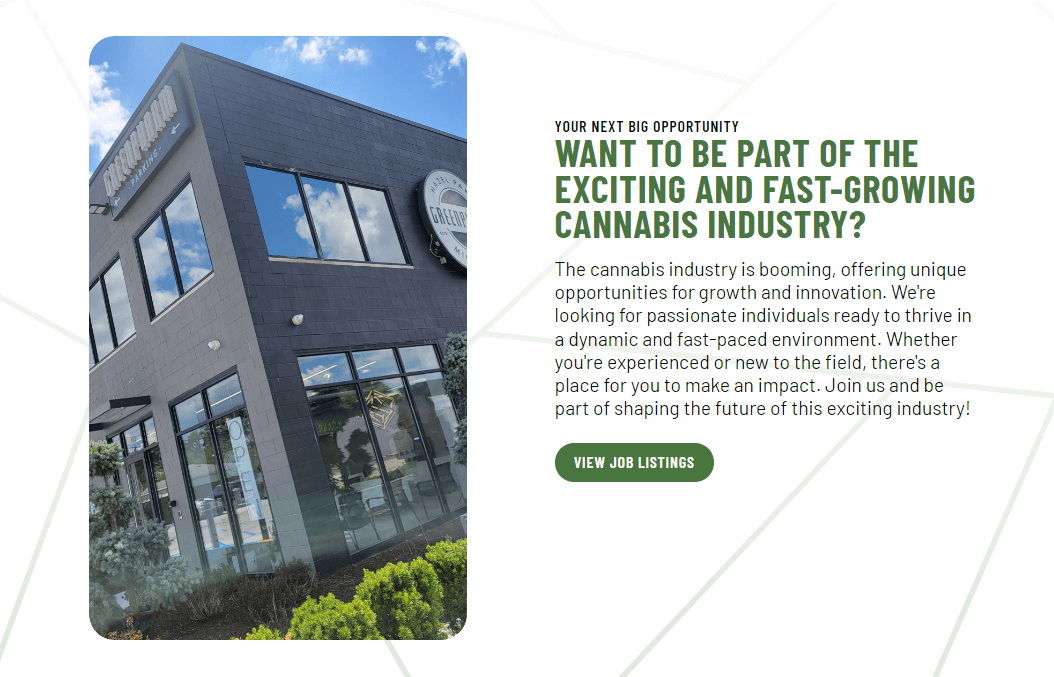 YOUR NEXT BIG OPPORTUNITY
WANT TO BE PART OF THE
EXCITING AND FAST-GROWING
CANNABIS INDUSTRY?
The cannabis industry is booming, offering unique
opportunities for growth and innovation. We're
looking for passionate individuals ready to thrive in
a dynamic and fast-paced environment. Whether
you're experienced or new to the field, there's a
place for you to make an impact. Join us and be
part of shaping the future of this exciting industry!
VIEW JOB LISTINGS
-PARKING-
OPEN